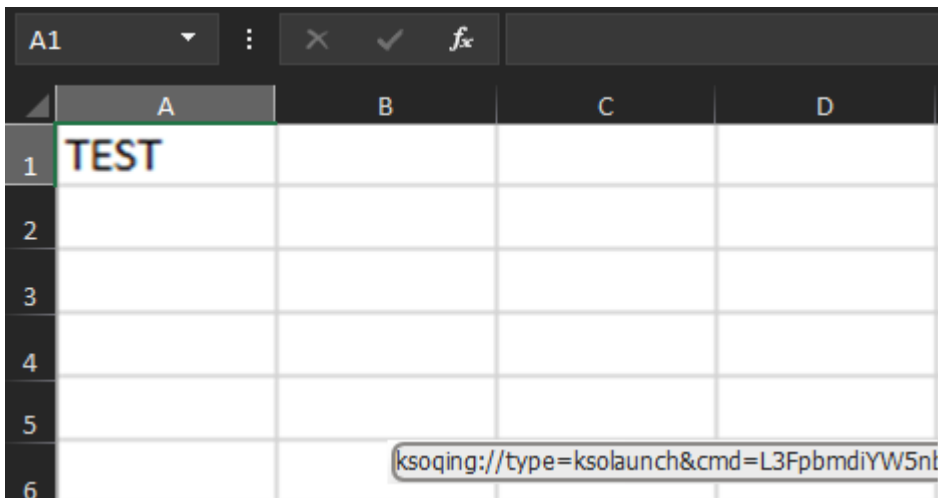 A1 fx
A B C D
1 TEST
2
3
4
5
6 ksoqing://type=ksolaunch&cmd=L3FpbmdiYW5n